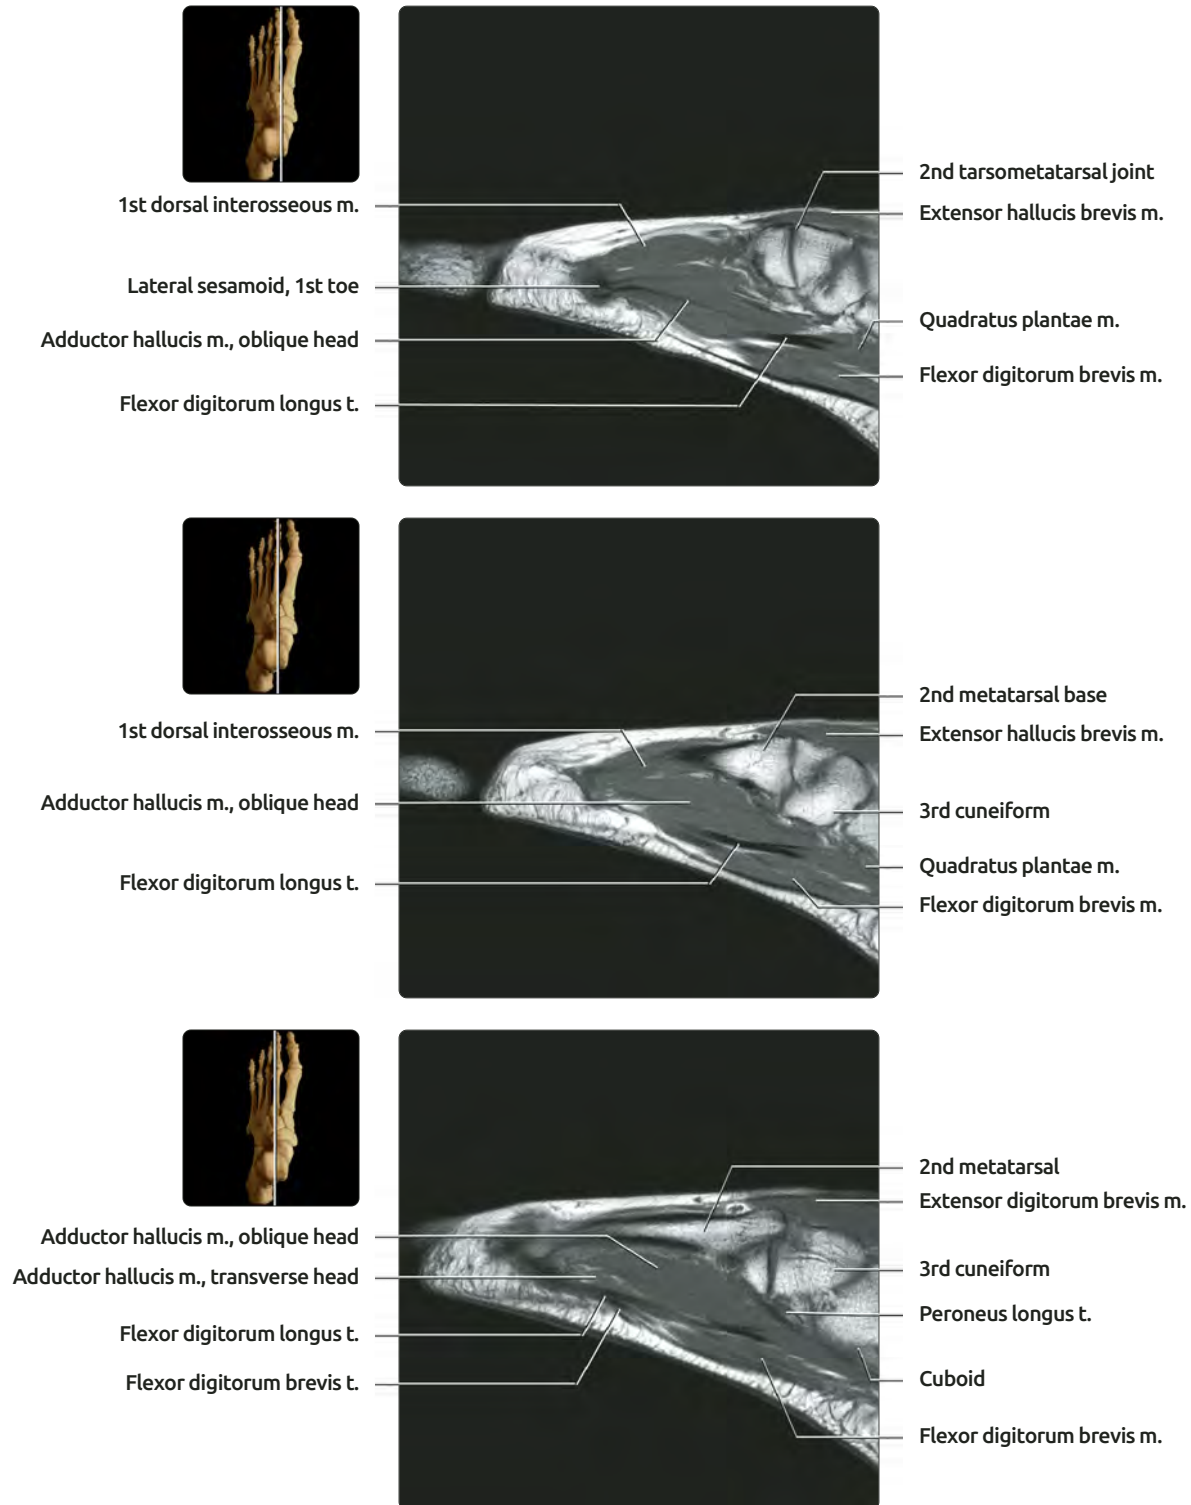 2nd tarsometatarsal joint
1st dorsal interosseous m.
Extensor hallucis brevis m.
Lateral sesamoid, 1st toe
Quadratus plantae m.
Adductor hallucis m., oblique head
Flexor digitorum brevis m.
Flexor digitorum longus t.
2nd metatarsal base
1st dorsal interosseous m.
Extensor hallucis brevis m.
Adductor hallucis m., oblique head
3rd cuneiform
Quadratus plantae m.
Flexor digitorum longus t.
Flexor digitorum brevis m.
2nd metatarsal
Extensor digitorum brevis m.
Adductor hallucis m., oblique head
3rd cuneiform
Adductor hallucis m., transverse head
Peroneus longus t.
Flexor digitorum longus t.
Cuboid
Flexor digitorum brevis t.
Flexor digitorum brevis m.